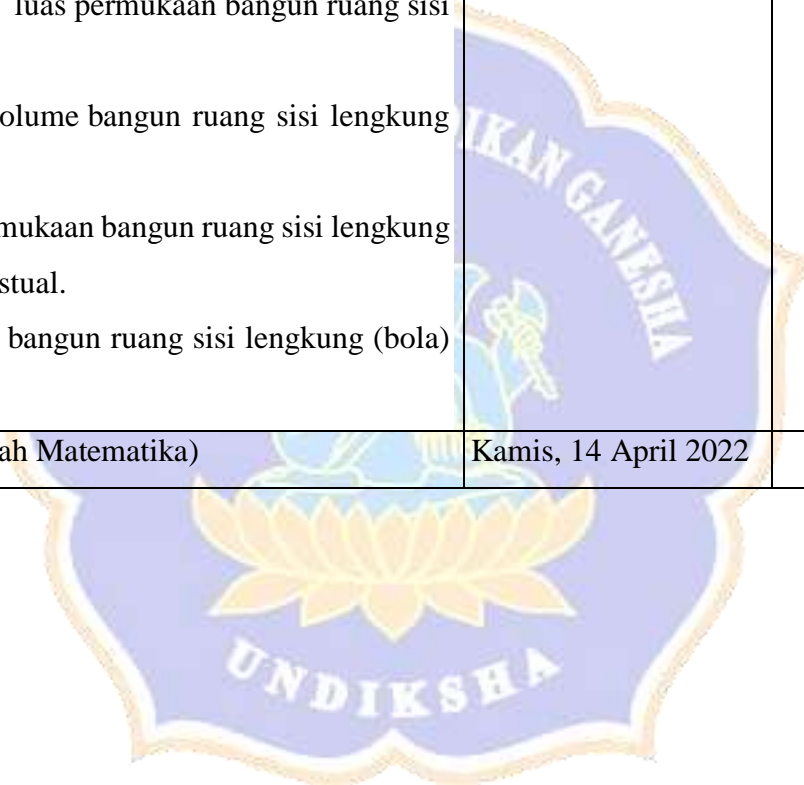 luas permukaan bangun ruang sisi
olume bangun ruang sisi lengkung
mukaan bangun ruang sisi lengkung
stual.
bangun ruang sisi lengkung (bola)
ah Matematika) Kamis, 14 April 2022
IKAN GANESHA
UNDIKSHA